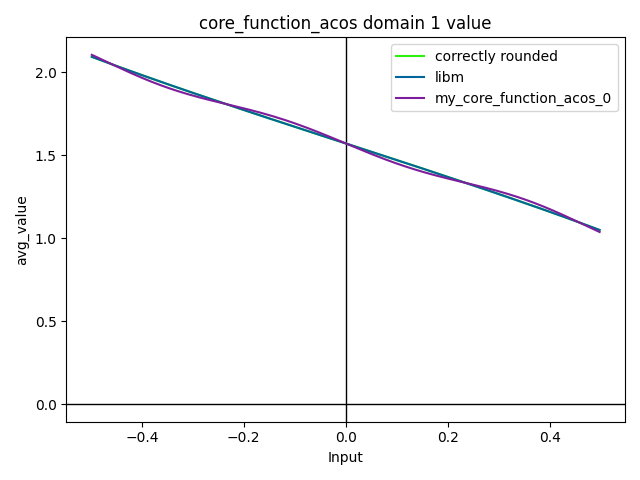 core_function_acos domain 1 value
correctly rounded
libm
my_core_function_acos_0
avg_value
2.0
1.5
1.0
0.5
0.0
−0.4
−0.2
0.0
0.2
0.4
Input